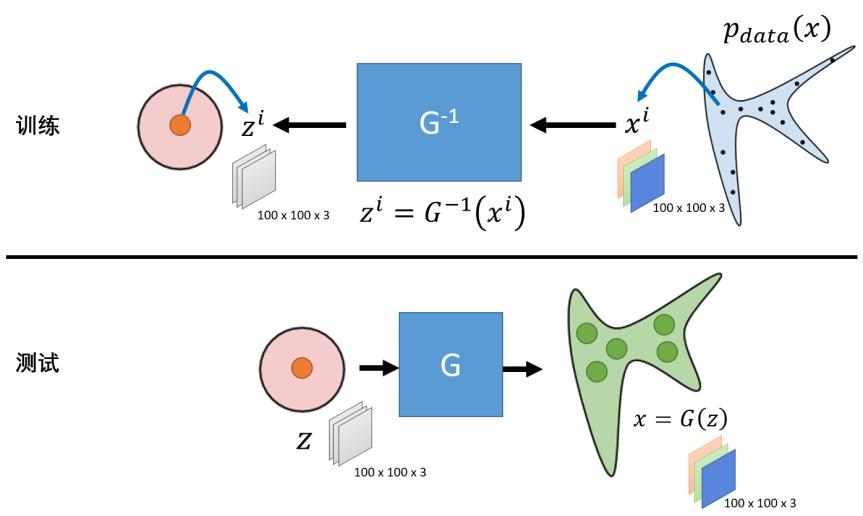 p_{data}(x)
训练
z^i
G^{-1}
x^i
100 x 100 x 3
100 x 100 x 3
z^i = G^{-1}(x^i)
测试
G
z
100 x 100 x 3
x = G(z)
100 x 100 x 3